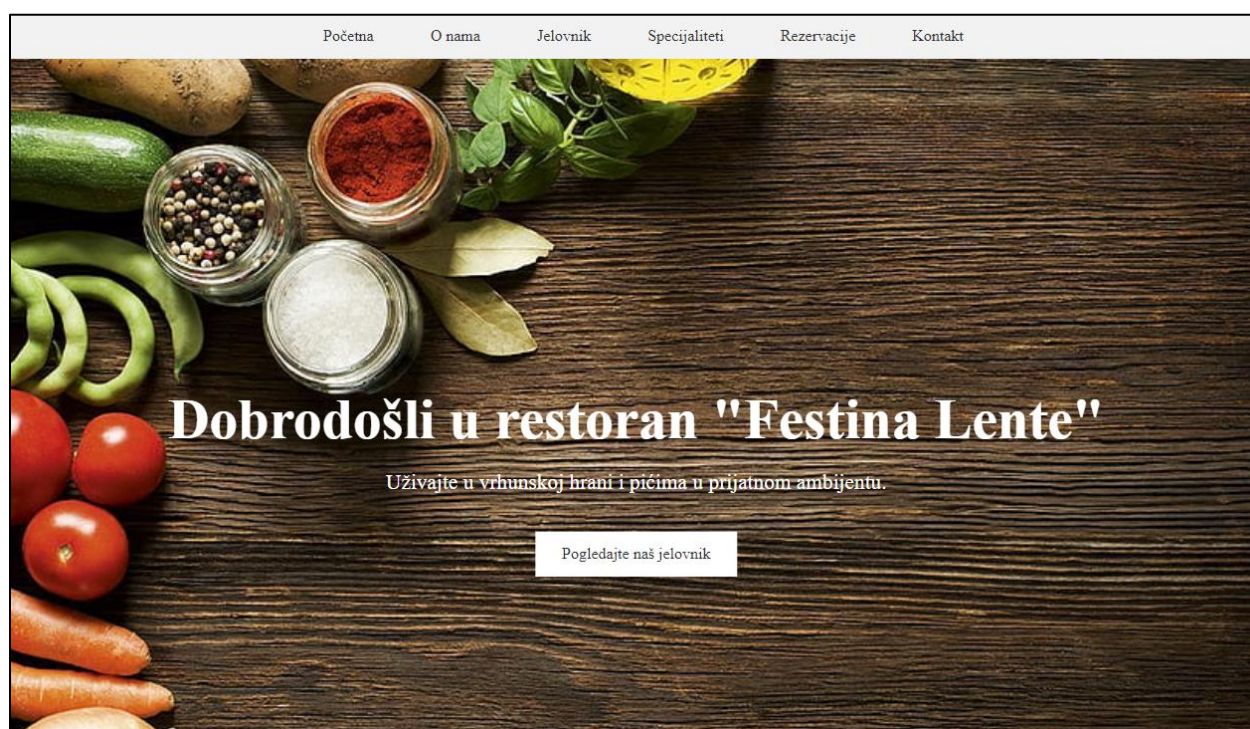 Početna O nama Jelovnik Specijaliteti Rezervacije Kontakt
Dobrodošli u restoran "Festina Lente"
Uživajte u vrhunskoj hrani i pićima u prijatnom ambijentu.
Pogledajte naš jelovnik